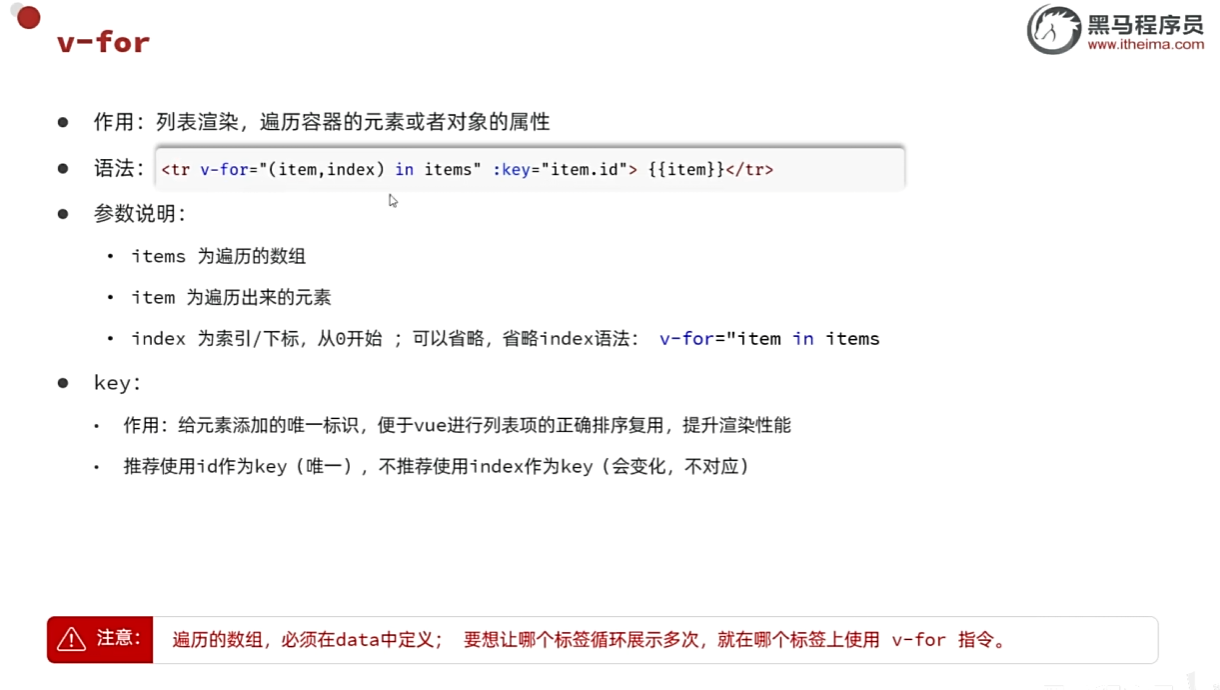 v-for
黑马程序员
www.itheima.com
作用：列表渲染，遍历容器的元素或者对象的属性
语法：<tr v-for="(item,index) in items" :key="item.id"> {{item}}</tr>
参数说明：
items 为遍历的数组
item 为遍历出来的元素
index 为索引/下标，从0开始 ；可以省略，省略index语法： v-for="item in items
key：
作用：给元素添加的唯一标识，便于vue进行列表项的正确排序复用，提升渲染性能
推荐使用id作为key（唯一），不推荐使用index作为key（会变化，不对应）
注意：
遍历的数组，必须在data中定义； 要想让哪个标签循环展示多次，就在哪个标签上使用 v-for 指令。